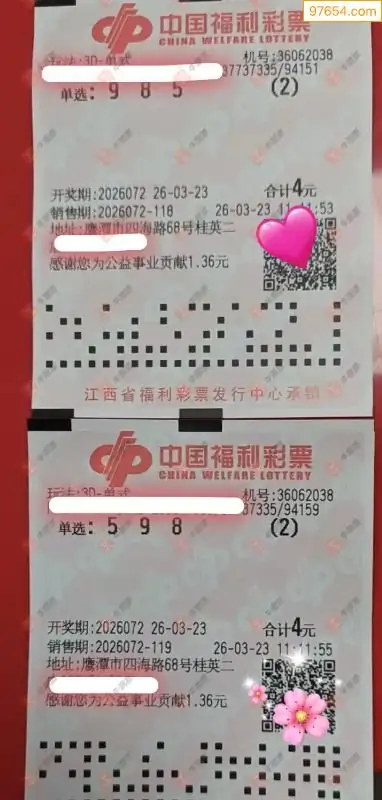 97654.com
中国福利彩票
CHINA WELFARE LOTTERY
玩法:3D-单式
机号:36062038
37737335/94151
单选: 9 8 5 (2)
开奖期:2026072 26-03-23 合计4元
销售期:2026072-118 26-03-23 11:11:53
地址:鹰潭市四海路68号桂英二
感谢您为公益事业贡献1.36元
江西省福利彩票发行中心承销
中国福利彩票
CHINA WELFARE LOTTERY
玩法:3D-单式
机号:36062038
37335/94159
单选: 5 9 8 (2)
开奖期:2026072 26-03-23 合计4元
销售期:2026072-119 26-03-23 11:11:55
地址:鹰潭市四海路68号桂英二
感谢您为公益事业贡献1.36元